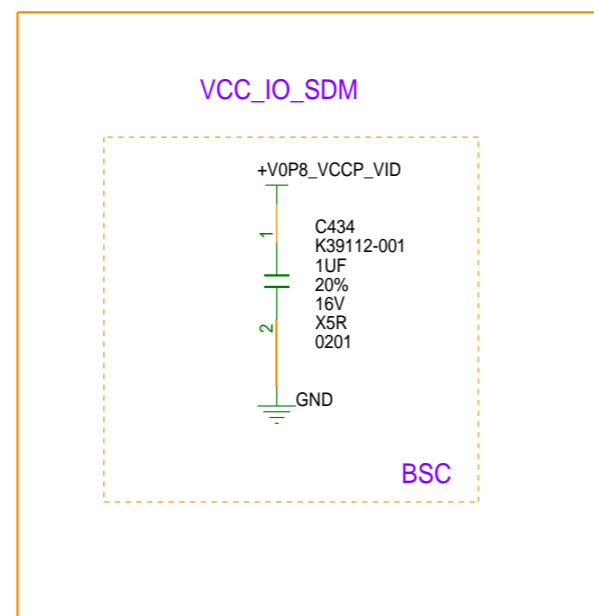 VCC_IO_SDM
+V0P8_VCCP_VID
1
C434
K39112-001
1UF
20%
16V
X5R
2
0201
GND
BSC